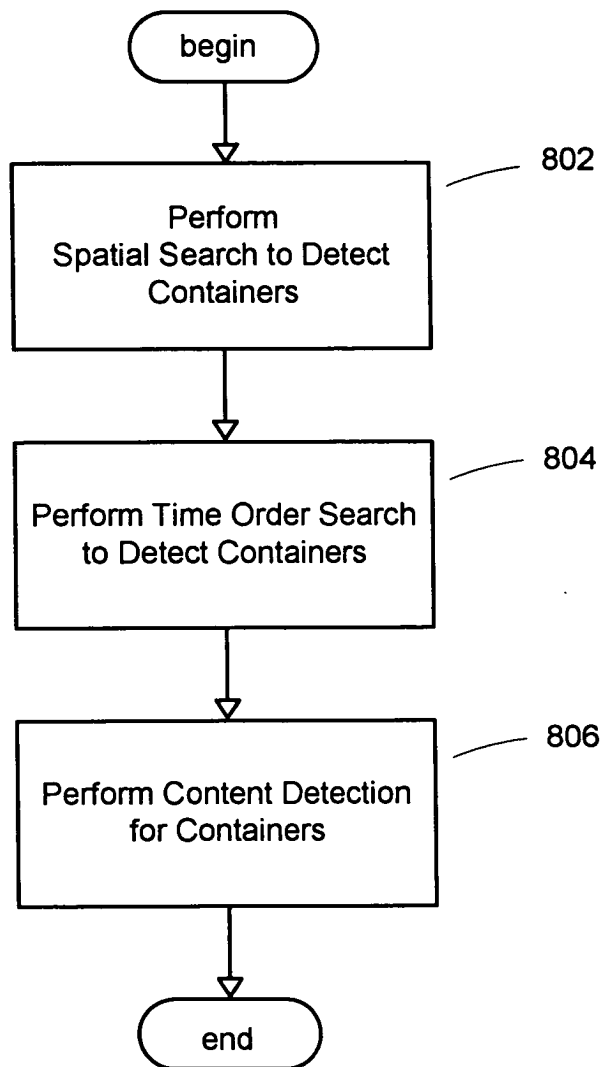 begin
802
Perform
Spatial Search to Detect
Containers
804
Perform Time Order Search
to Detect Containers
806
Perform Content Detection
for Containers
end